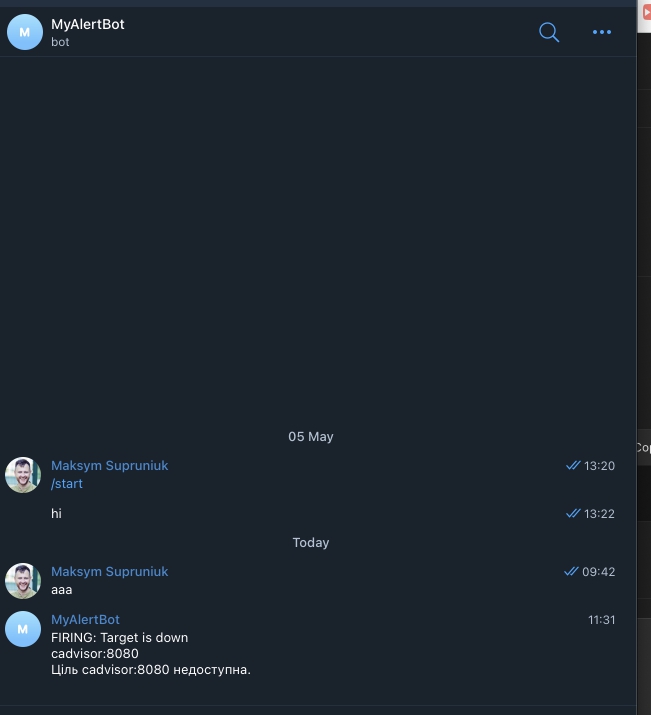 M
MyAlertBot
bot
05 May
Maksym Supruniuk
13:20
/start
hi
13:22
Today
Maksym Supruniuk
09:42
aaa
M
MyAlertBot
11:31
FIRING: Target is down
cadvisor:8080
Ціль cadvisor:8080 недоступна.